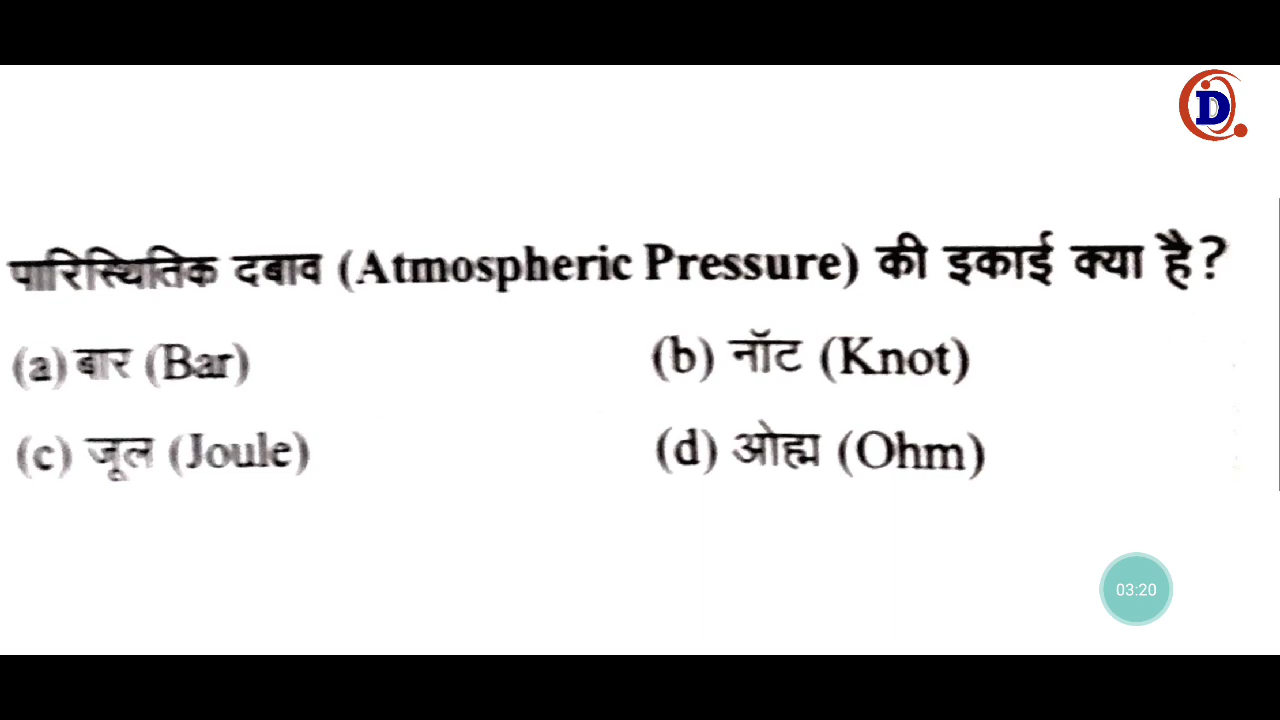 D
पारिस्थितिक दबाव (Atmospheric Pressure) की इकाई क्या है?
(a) बार (Bar) (b) नॉट (Knot)
(c) जूल (Joule) (d) ओह्म (Ohm)
03:20